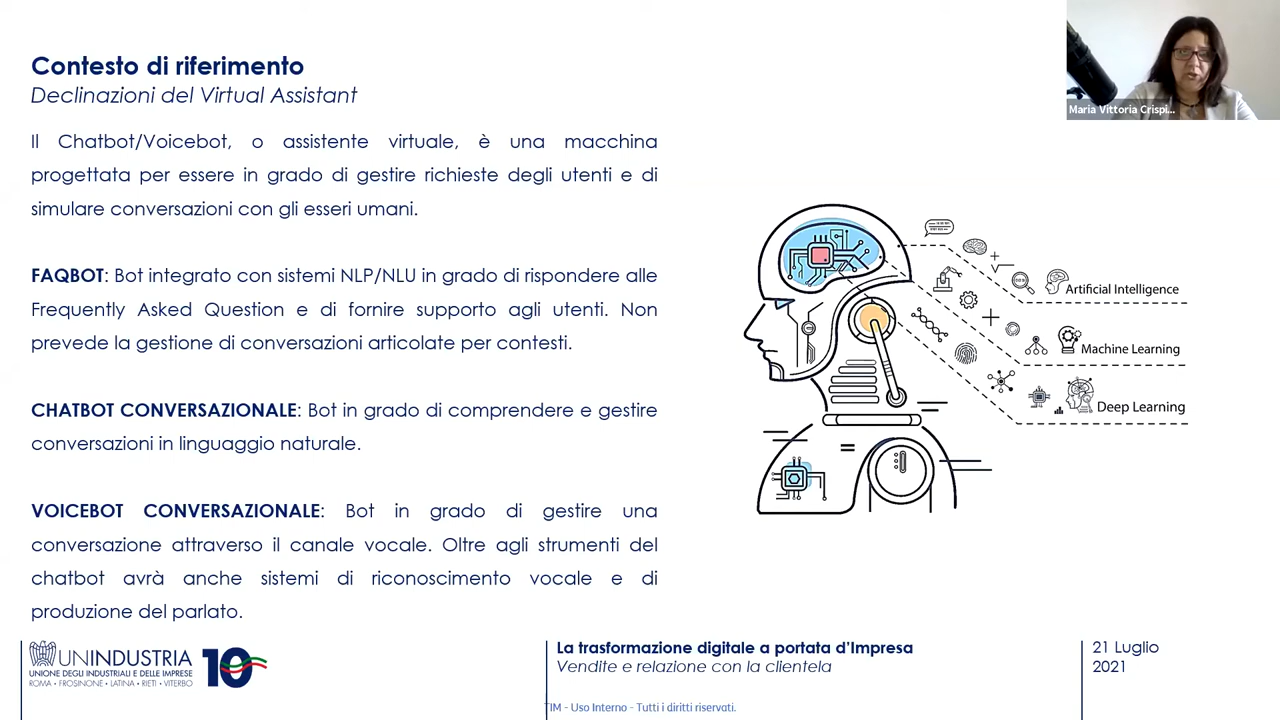 Contesto di riferimento
Declinazioni del Virtual Assistant
Il Chatbot/Voicebot, o assistente virtuale, è una macchina
progettata per essere in grado di gestire richieste degli utenti e di
simulare conversazioni con gli esseri umani.
FAQBOT: Bot integrato con sistemi NLP/NLU in grado di rispondere alle
Frequently Asked Question e di fornire supporto agli utenti. Non
prevede la gestione di conversazioni articolate per contesti.
CHATBOT CONVERSAZIONALE: Bot in grado di comprendere e gestire
conversazioni in linguaggio naturale.
VOICEBOT CONVERSAZIONALE: Bot in grado di gestire una
conversazione attraverso il canale vocale. Oltre agli strumenti del
chatbot avrà anche sistemi di riconoscimento vocale e di
produzione del parlato.
Maria Vittoria Crispi...
Artificial Intelligence
Machine Learning
Deep Learning
UNINDUSTRIA
UNIONE DEGLI INDUSTRIALI E DELLE IMPRESE
ROMA • FROSINONE • LATINA • RIETI • VITERBO
10
La trasformazione digitale a portata d'Impresa
Vendite e relazione con la clientela
21 Luglio
2021
TIM - Uso Interno - Tutti i diritti riservati.